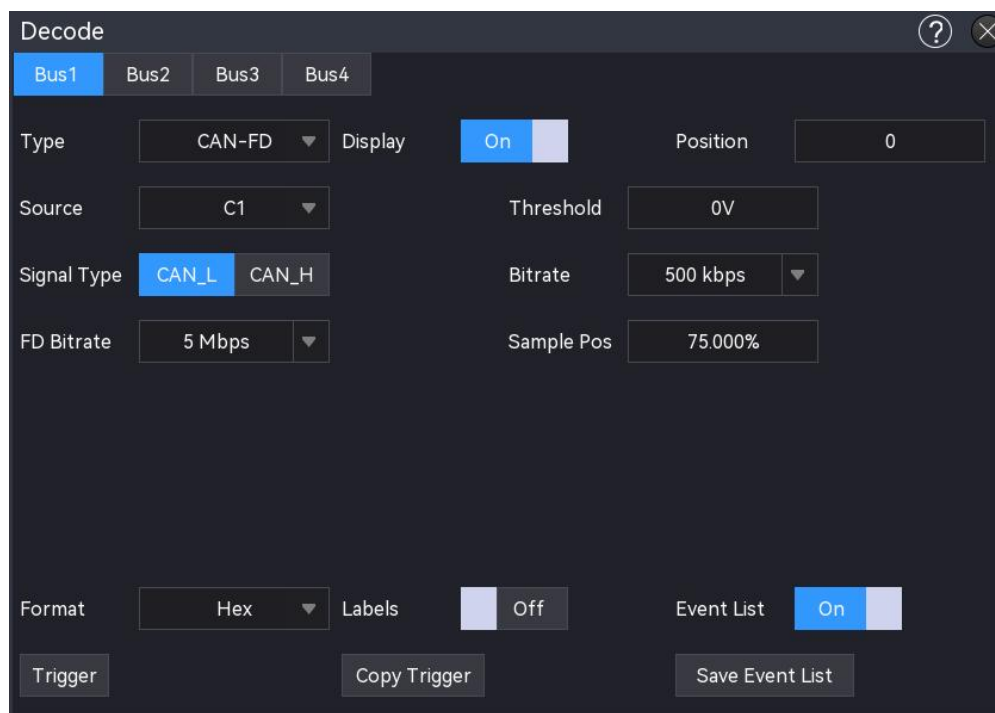 Decode ?
Bus1 Bus2 Bus3 Bus4
Type CAN-FD Display On Position 0
Source C1 Threshold 0V
Signal Type CAN_L CAN_H Bitrate 500 kbps
FD Bitrate 5 Mbps Sample Pos 75.000%
Format Hex Labels Off Event List On
Trigger Copy Trigger Save Event List